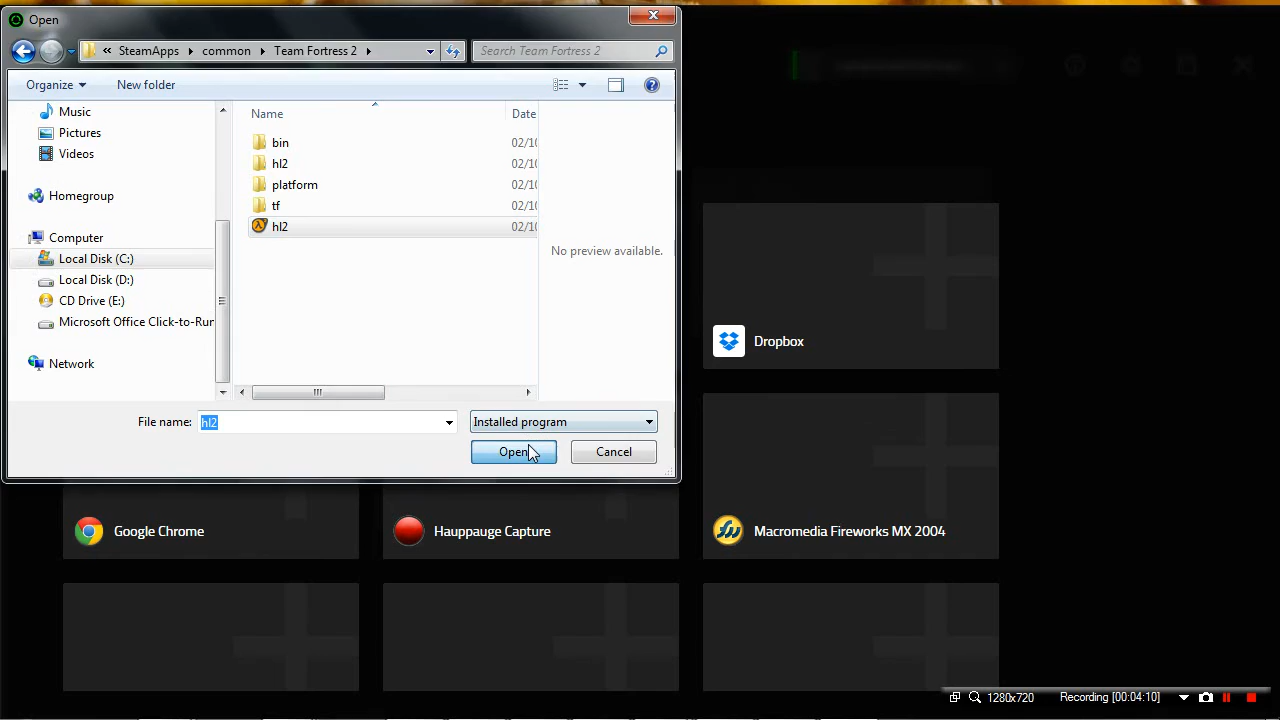 Open
« SteamApps ▸ common ▸ Team Fortress 2 ▸
Search Team Fortress 2
Organize
New folder
Music
Pictures
Videos
Homegroup
Computer
Local Disk (C:)
Local Disk (D:)
CD Drive (E:)
Microsoft Office Click-to-Run
Network
Name
Date
bin
02/10
hl2
02/10
platform
02/10
tf
02/10
hl2
02/10
No preview available.
File name:
hl2
Installed program
Open
Cancel
Dropbox
Google Chrome
Hauppauge Capture
Macromedia Fireworks MX 2004
1280x720
Recording [00:04:10]